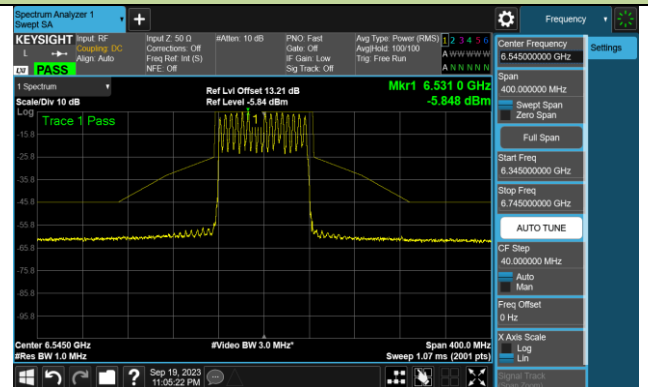 Spectrum Analyzer 1
Swept SA
+
Frequency
KEYSIGHT
Input: RF
Input Z: 50 Ω
#Atten: 10 dB
PNO: Fast
Avg Type: Power (RMS)
1 2 3 4 5 6
L
Coupling: DC
Corrections: Off
Gate: Off
Avg|Hold: 100/100
A W W W W W
Align: Auto
Freq Ref: Int (S)
IF Gain: Low
Trig: Free Run
LXI
PASS
NFE: Off
Sig Track: Off
A N N N N N
Center Frequency
6.545000000 GHz
Settings
Span
400.000000 MHz
Swept Span
Zero Span
Full Span
Start Freq
6.345000000 GHz
Stop Freq
6.745000000 GHz
AUTO TUNE
CF Step
40.000000 MHz
Auto
Man
Freq Offset
0 Hz
X Axis Scale
Log
Lin
Signal Track
1 Spectrum
Scale/Div 10 dB
Log
Ref Lvl Offset 13.21 dB
Ref Level -5.84 dBm
Mkr1 6.531 0 GHz
-5.848 dBm
Trace 1 Pass
1
-15.8
-25.8
-35.8
-45.8
-55.8
-65.8
-75.8
-85.8
-95.8
Center 6.5450 GHz
#Video BW 3.0 MHz*
Span 400.0 MHz
#Res BW 1.0 MHz
Sweep 1.07 ms (2001 pts)
?
Sep 19, 2023
11:05:22 PM